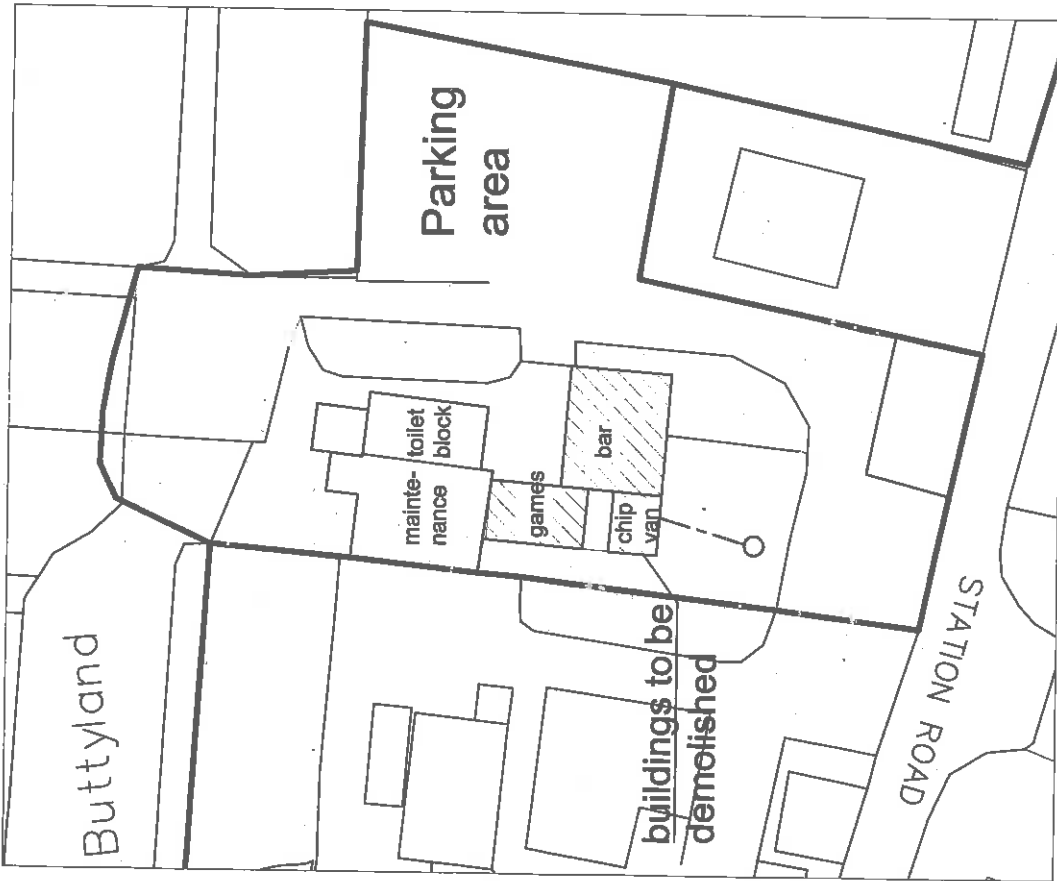 Buttyland
Parking
area
toilet
block
mainte-
nance
games
bar
chip
van
buildings to be
demolished
STATION ROAD